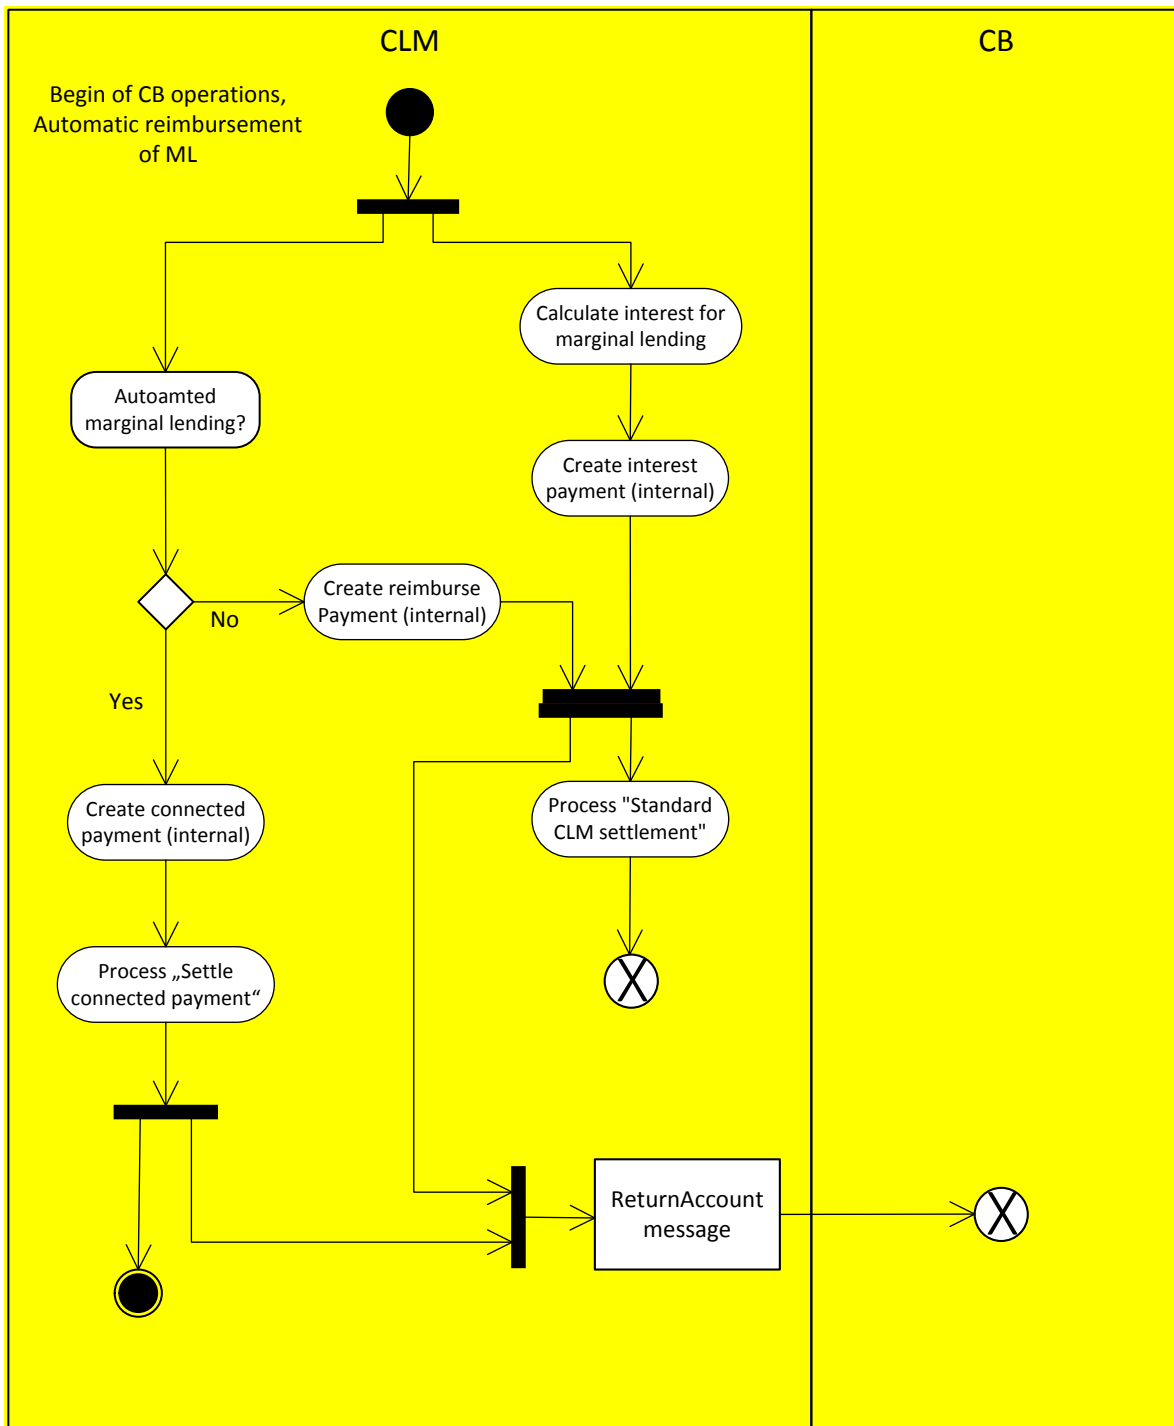 CLM
CB
Begin of CB operations,
Automatic reimbursement
of ML
Calculate interest for
marginal lending
Autoamted
marginal lending?
Create interest
payment (internal)
Create reimburse
Payment (internal)
No
Yes
Create connected
payment (internal)
Process "Standard
CLM settlement"
Process „Settle
connected payment“
X
ReturnAccount
message
X